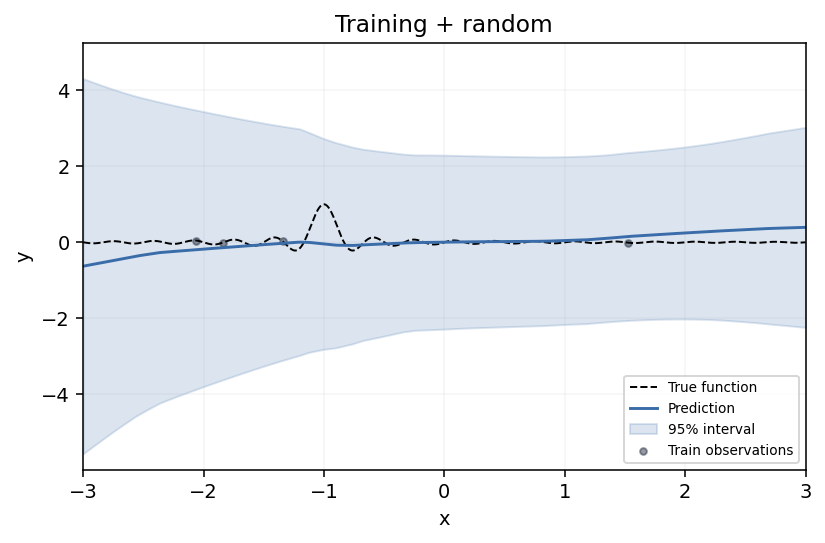 Training + random
4
2
0
−2
−4
y
−3
−2
−1
0
1
2
3
x
True function
Prediction
95% interval
Train observations